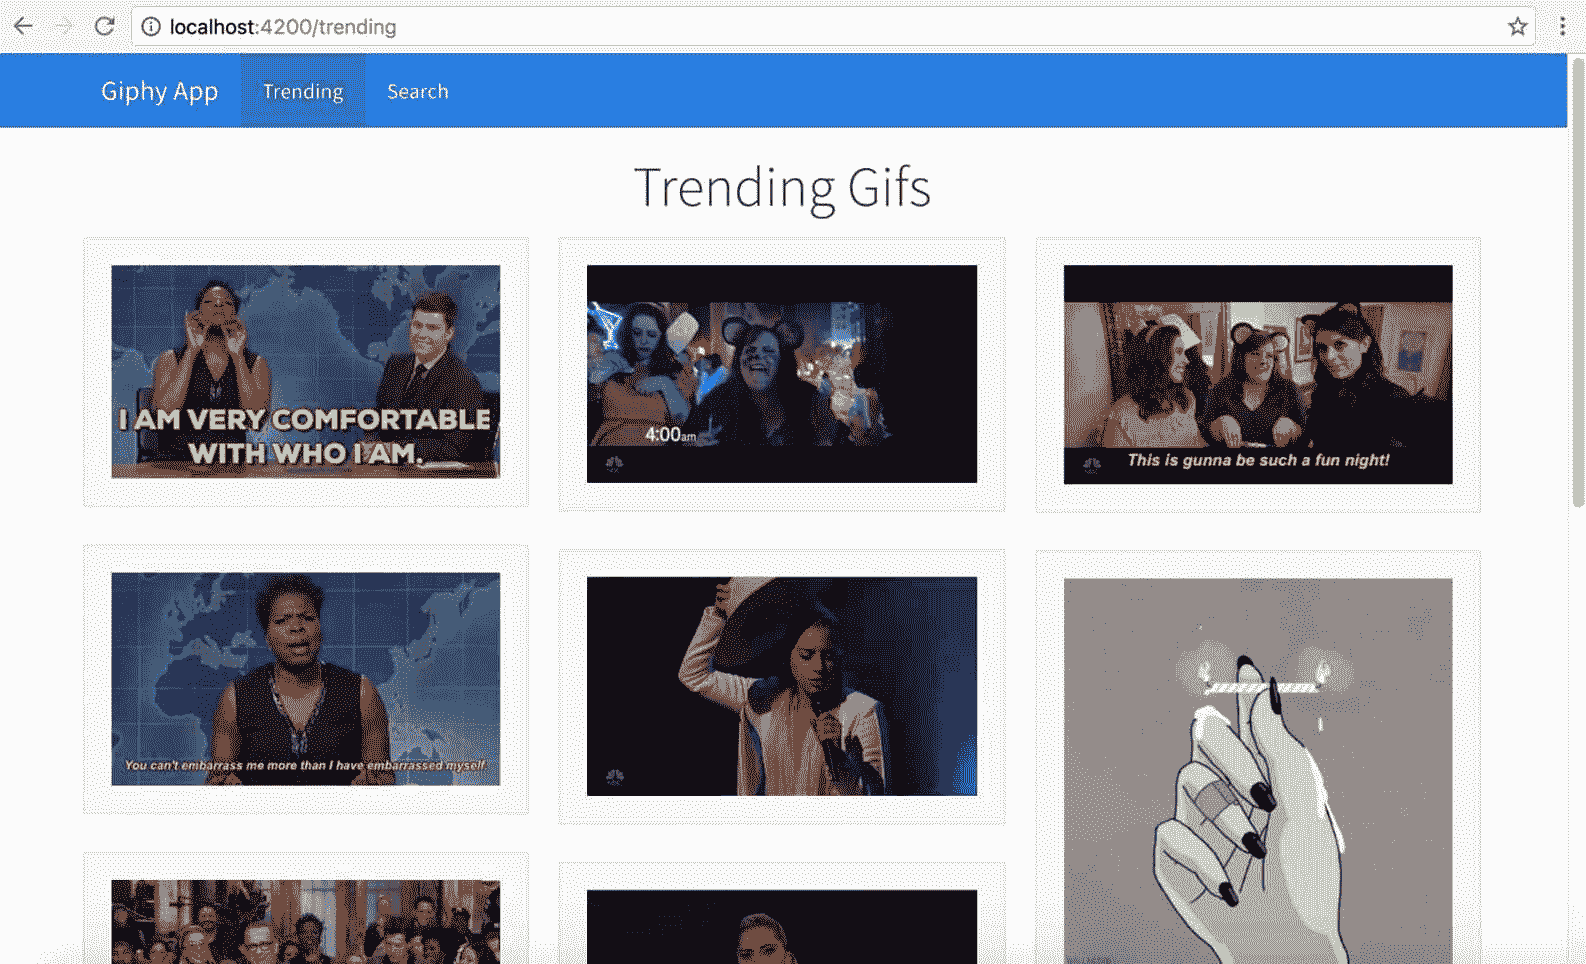 localhost:4200/trending
Giphy App
Trending
Search
Trending Gifs
I AM VERY COMFORTABLE
WITH WHO I AM.
4:00am
This is gunna be such a fun night!
You can't embarrass me more than I have embarrassed myself.